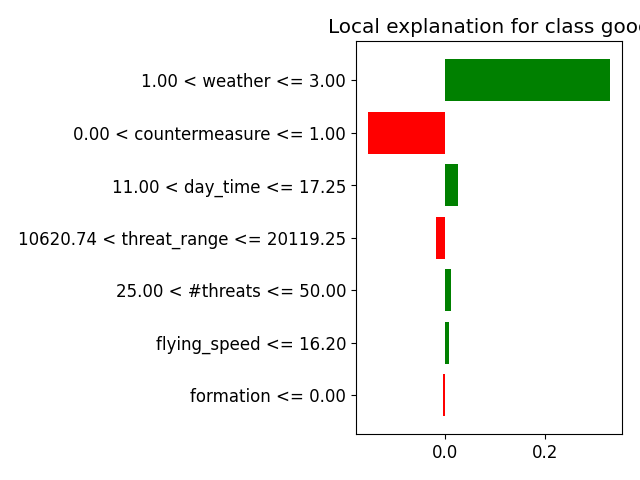 Local explanation for class good
1.00 < weather <= 3.00
0.00 < countermeasure <= 1.00
11.00 < day_time <= 17.25
10620.74 < threat_range <= 20119.25
25.00 < #threats <= 50.00
flying_speed <= 16.20
formation <= 0.00
0.0 0.2